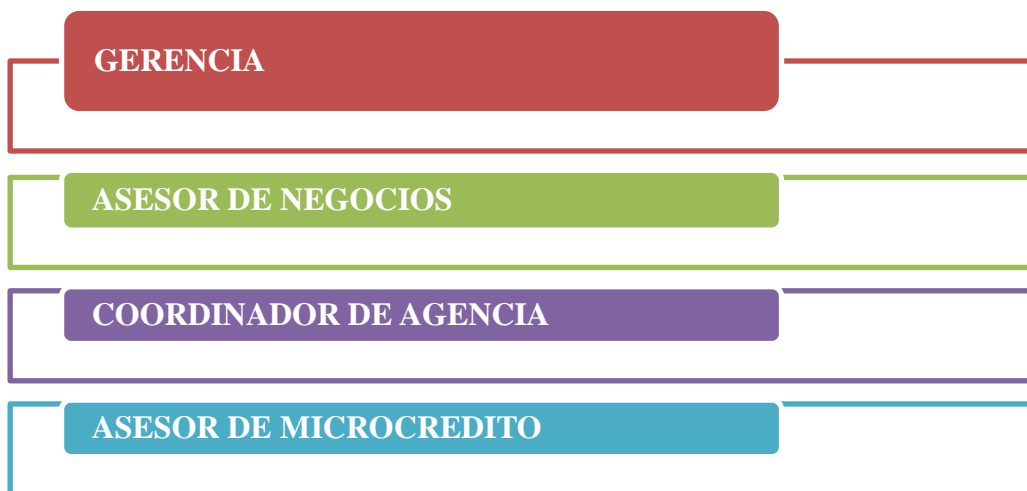 GERENCIA
ASESOR DE NEGOCIOS
COORDINADOR DE AGENCIA
ASESOR DE MICROCREDITO